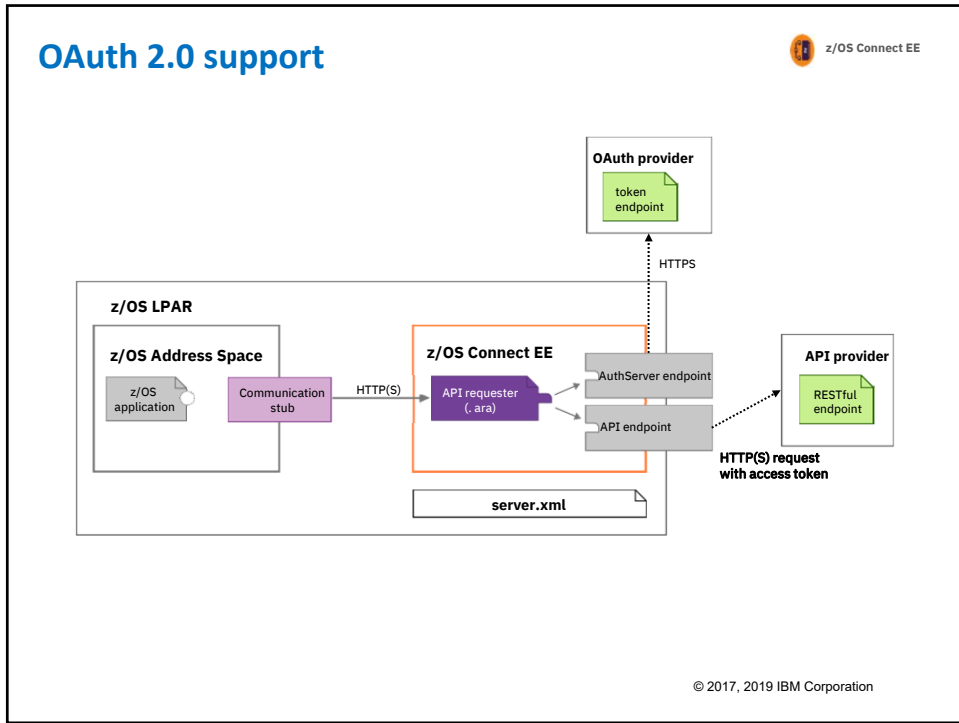 OAuth 2.0 support
z/OS Connect EE
OAuth provider
token
endpoint
HTTPS
z/OS LPAR
z/OS Address Space
z/OS
application
Communication
stub
HTTP(S)
z/OS Connect EE
API requester
(. ara)
AuthServer endpoint
API endpoint
API provider
RESTful
endpoint
HTTP(S) request
with access token
server.xml
© 2017, 2019 IBM Corporation